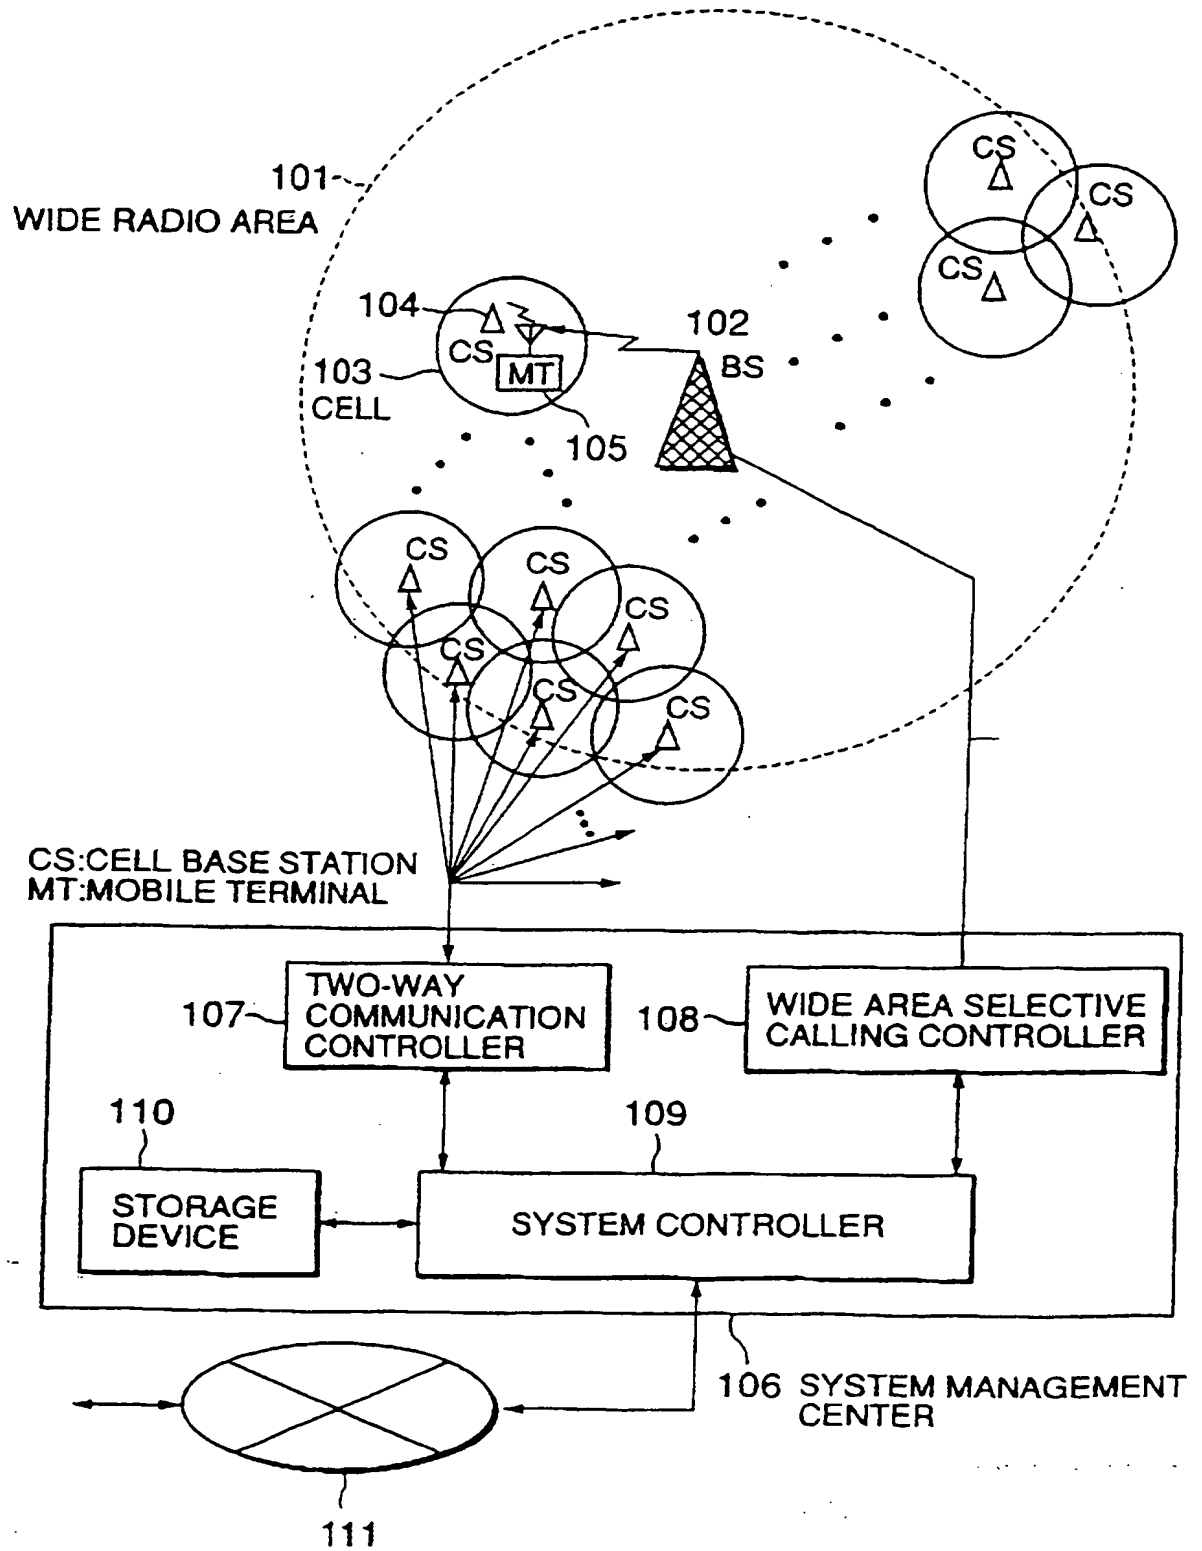 CS
101
CS
WIDE RADIO AREA
CS
104
102
CS
BS
103
MT
CELL
105
CS
CS
CS
CS
CS
CS
CS:CELL BASE STATION
MT:MOBILE TERMINAL
TWO-WAY
COMMUNICATION
CONTROLLER
107
108
WIDE AREA SELECTIVE
CALLING CONTROLLER
110
109
STORAGE
DEVICE
SYSTEM CONTROLLER
106 SYSTEM MANAGEMENT
CENTER
111